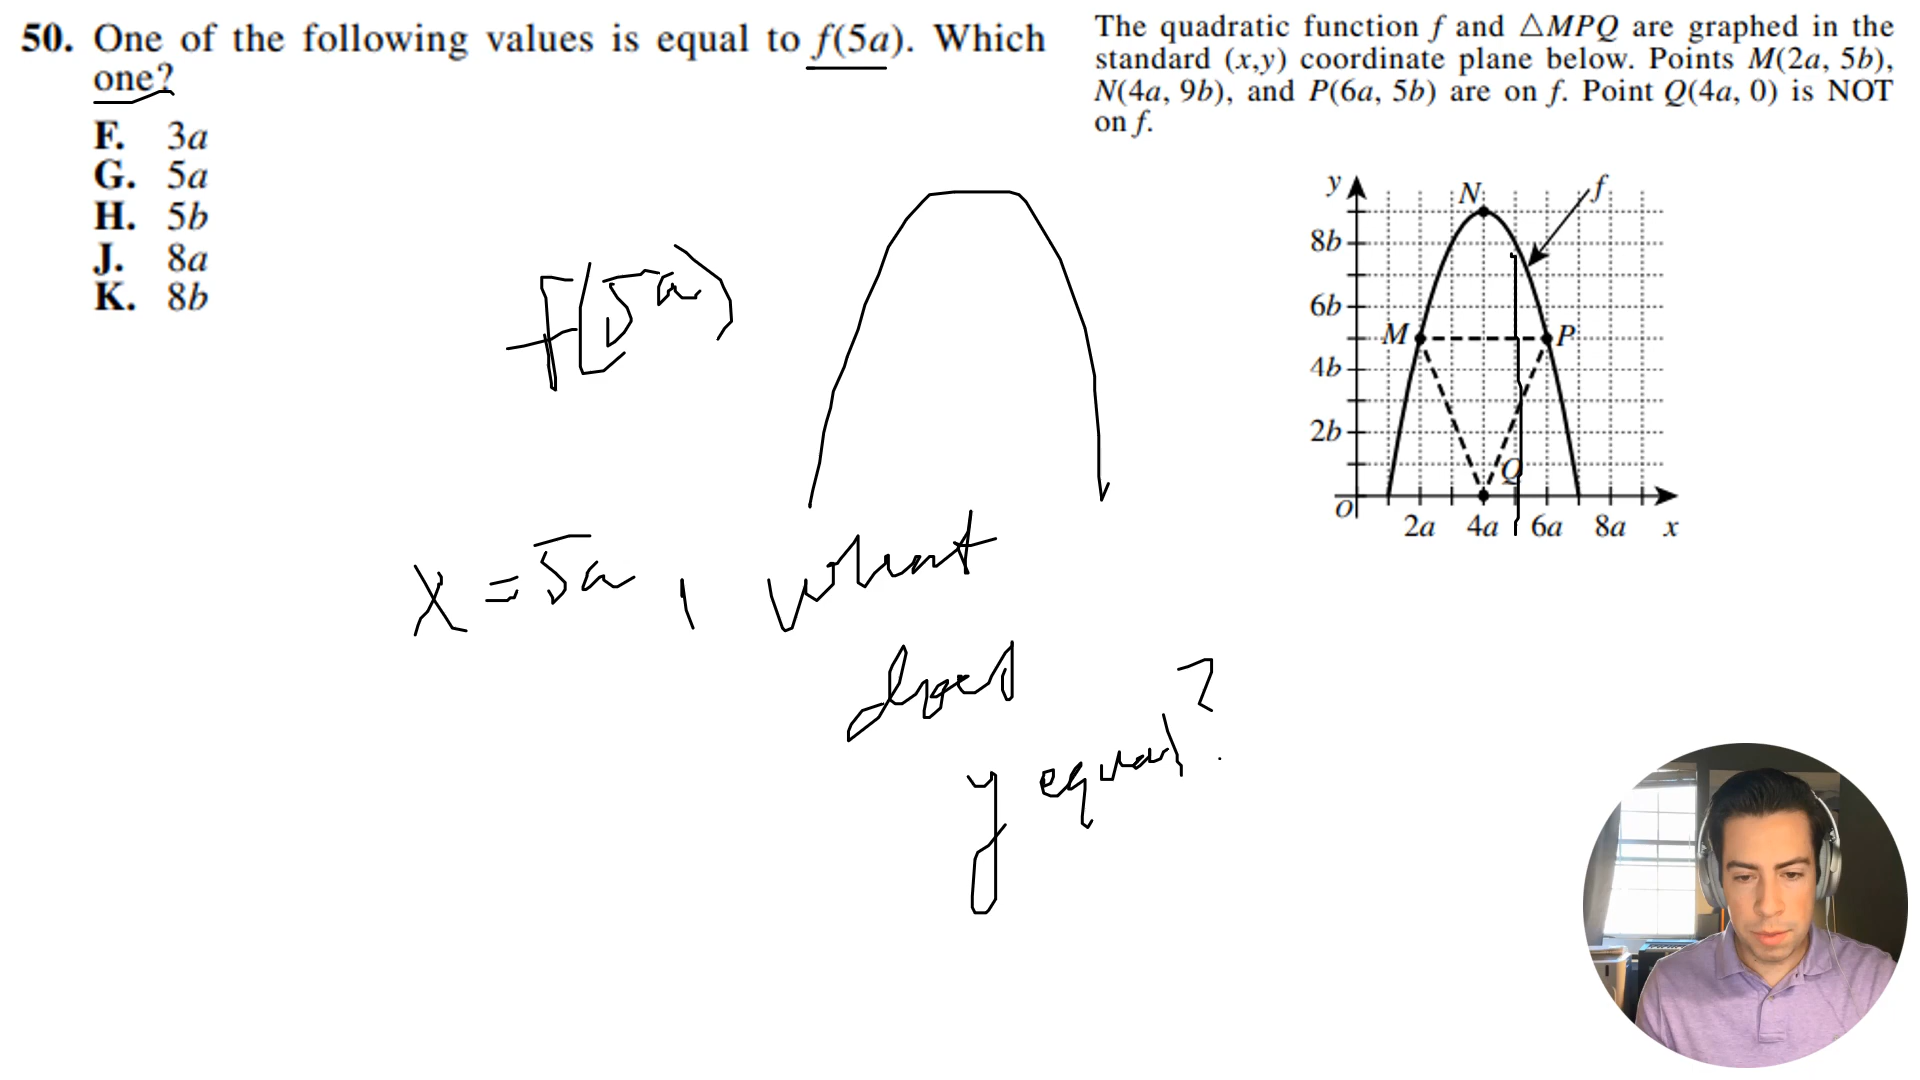 50. One of the following values is equal to f(5a). Which
one?
F. 3a
G. 5a
H. 5b
J. 8a
K. 8b
The quadratic function f and △MPQ are graphed in the
standard (x,y) coordinate plane below. Points M(2a, 5b),
N(4a, 9b), and P(6a, 5b) are on f. Point Q(4a, 0) is NOT
on f.
y
N
f
8b
6b
M
P
4b
2b
Q
O
2a 4a 6a 8a x
f(5a)
x = 5a, what
does
y equal?